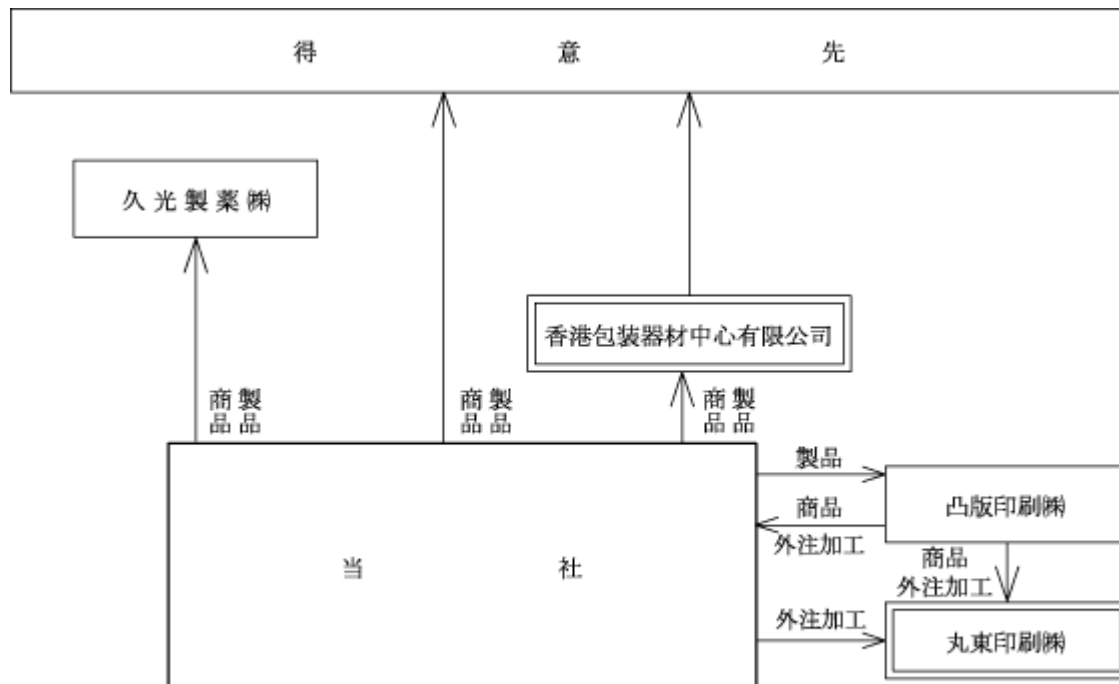 得意先
久光製薬㈱
香港包装器材中心有限公司
製品
商品
製品
商品
製品
商品
製品
凸版印刷㈱
商品
外注加工
商品
外注加工
当社
外注加工
丸東印刷㈱